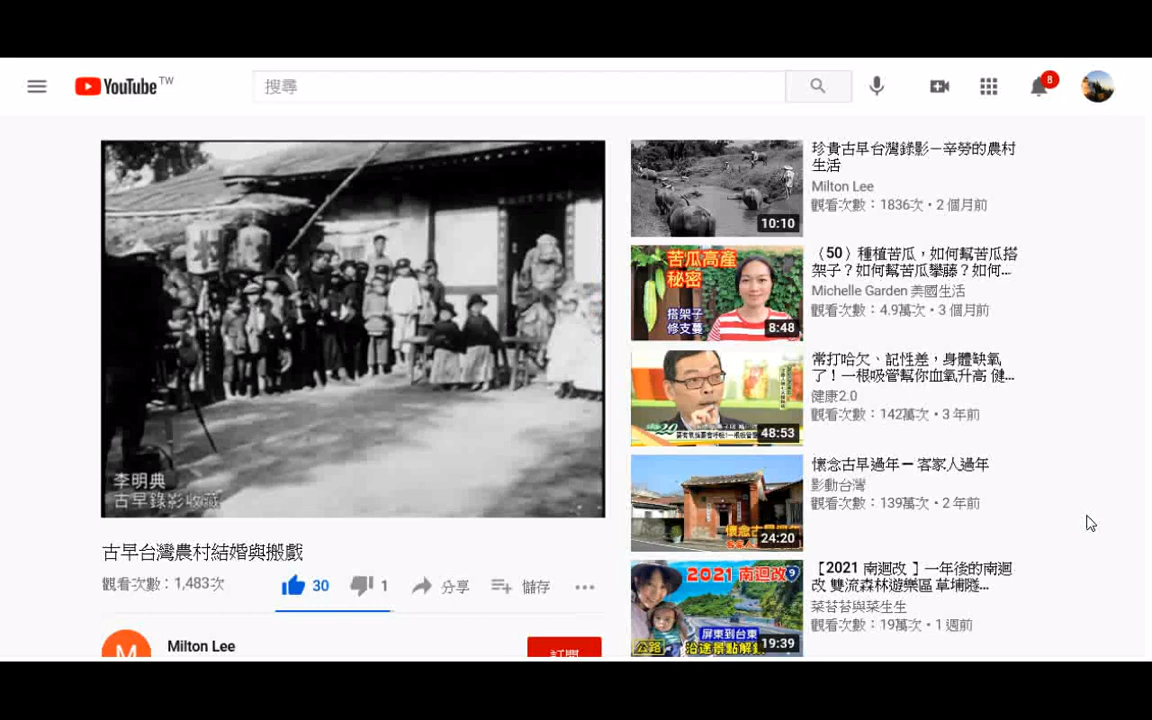 YouTube TW
搜尋
8
李明典
古早錄影收藏
古早台灣農村結婚與搬戲
觀看次數：1,483次
30
1
分享
儲存
M
Milton Lee
訂閱
10:10
珍貴古早台灣錄影－辛勞的農村
生活
Milton Lee
觀看次數：1836次・2 個月前
苦瓜高產
秘密
搭架子
修支蔓
8:48
（50）種植苦瓜，如何幫苦瓜搭
架子？如何幫苦瓜攀藤？如何...
Michelle Garden 美國生活
觀看次數：4.9萬次・3 個月前
48:53
常打哈欠、記性差，身體缺氧
了！一根吸管幫你血氧升高 健...
健康2.0
觀看次數：142萬次・3 年前
24:20
懷念古早過年 ━ 客家人過年
影動台灣
觀看次數：139萬次・2 年前
2021 南迴改 9
屏東到台東
公路
沿途景點解鎖
19:39
【2021 南迴改 】一年後的南迴
改 雙流森林遊樂區 草埔隧...
菜苔苔與菜生生
觀看次數：19萬次・1 週前